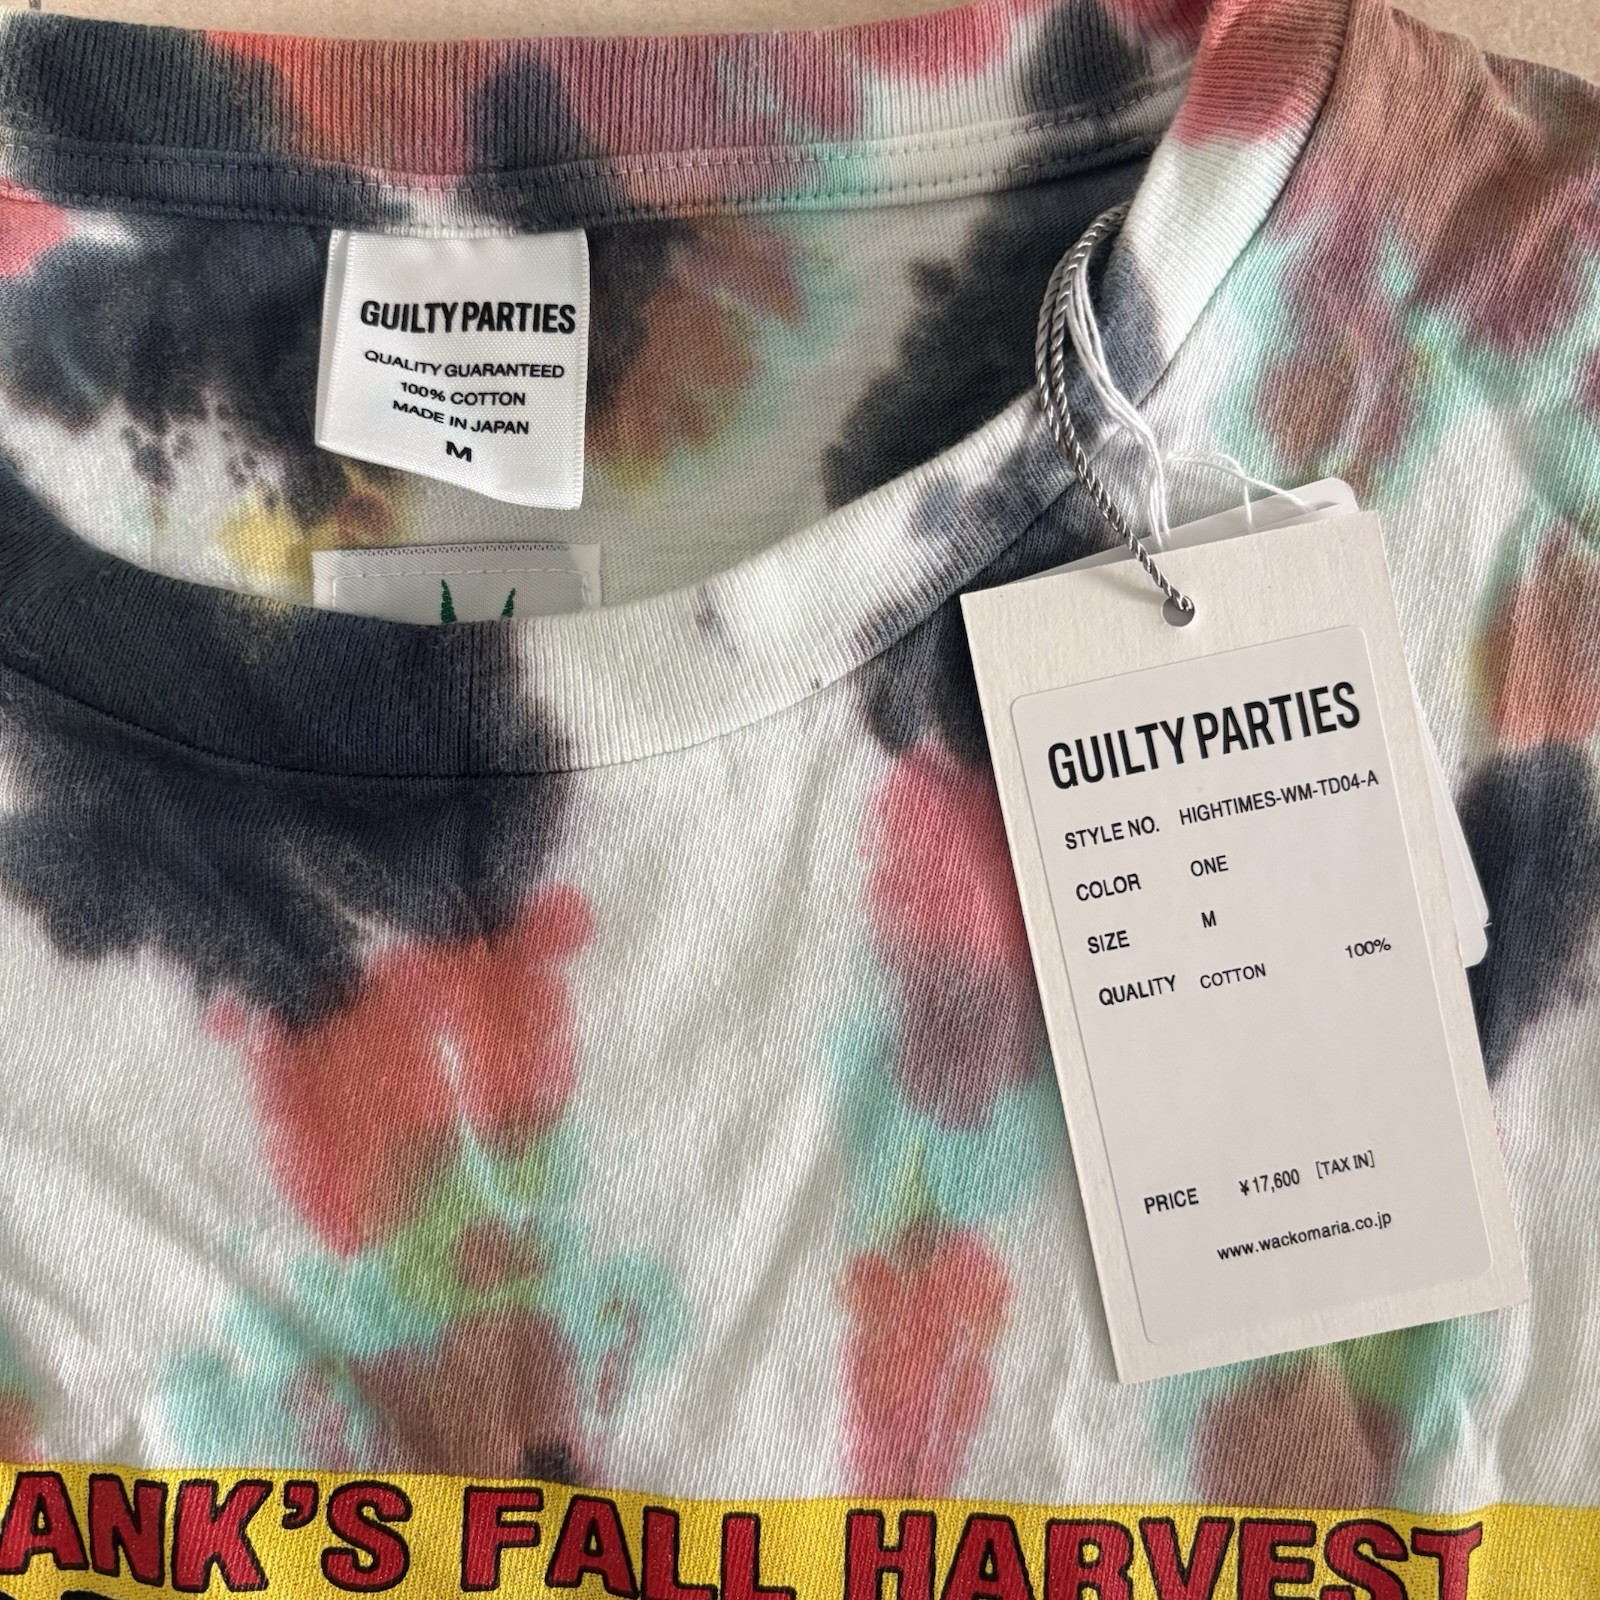 GUILTY PARTIES
QUALITY GUARANTEED
100% COTTON
MADE IN JAPAN
M
GUILTY PARTIES
STYLE NO. HIGHTIMES-WM-TD04-A
COLOR ONE
SIZE M
QUALITY COTTON 100%
PRICE ¥17,600 [TAX IN]
www.wackomaria.co.jp
ANK'S FALL HARVEST